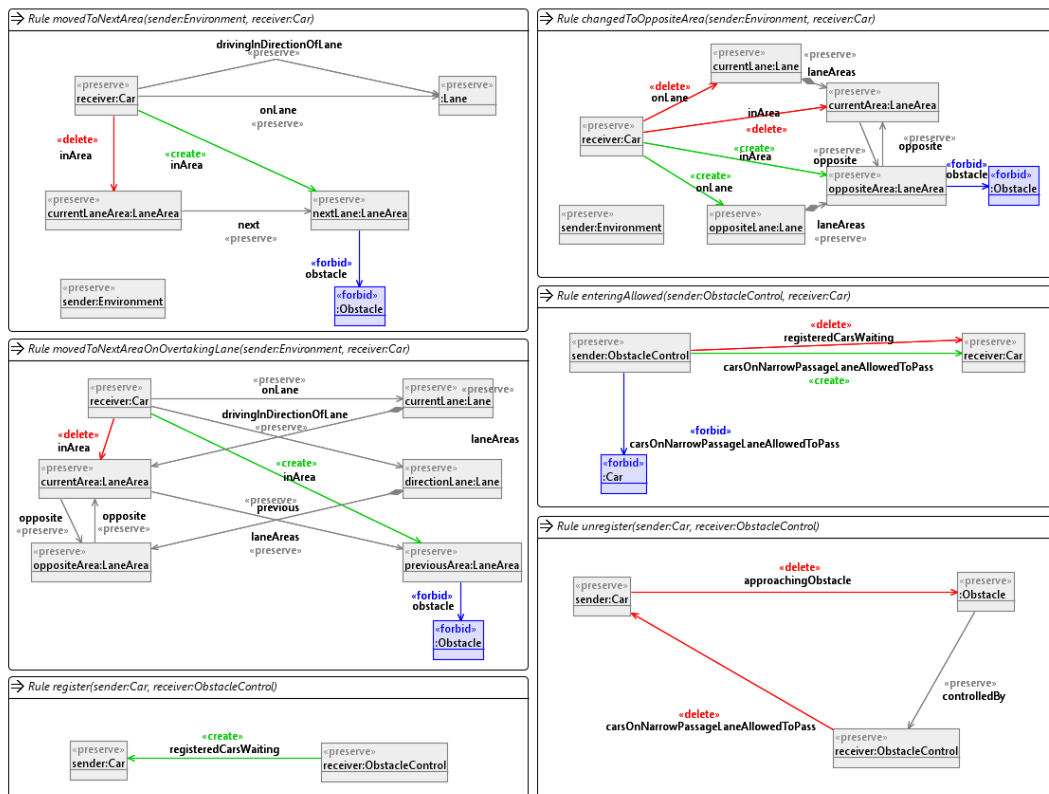 Rule movedToNextArea(sender:Environment, receiver:Car)
drivingInDirectionOfLane
«preserve»
«preserve»
receiver:Car
«preserve»
:Lane
onLane
«preserve»
«delete»
inArea
«create»
inArea
«preserve»
currentLaneArea:LaneArea
«preserve»
nextLane:LaneArea
next
«preserve»
«forbid»
obstacle
«preserve»
sender:Environment
«forbid»
:Obstacle
Rule movedToNextAreaOnOvertakingLane(sender:Environment, receiver:Car)
«preserve»
receiver:Car
«preserve»
onLane
«preserve»
currentLane:Lane
«preserve»
drivingInDirectionOfLane
«preserve»
laneAreas
«delete»
inArea
«create»
inArea
«preserve»
currentArea:LaneArea
«preserve»
directionLane:Lane
«preserve»
previous
opposite
«preserve»
opposite
«preserve»
laneAreas
«preserve»
«preserve»
oppositeArea:LaneArea
«preserve»
previousArea:LaneArea
«forbid»
obstacle
«forbid»
:Obstacle
Rule register(sender:Car, receiver:ObstacleControl)
«create»
registeredCarsWaiting
«preserve»
sender:Car
«preserve»
receiver:ObstacleControl
Rule changedToOppositeArea(sender:Environment, receiver:Car)
«preserve»
currentLane:Lane
«preserve»
laneAreas
«delete»
onLane
«preserve»
currentArea:LaneArea
inArea
«delete»
«preserve»
receiver:Car
«create»
inArea
«preserve»
opposite
«preserve»
opposite
«create»
onLane
«preserve»
oppositeArea:LaneArea
«forbid»
obstacle
«forbid»
:Obstacle
«preserve»
sender:Environment
«preserve»
oppositeLane:Lane
laneAreas
«preserve»
Rule enteringAllowed(sender:ObstacleControl, receiver:Car)
«delete»
registeredCarsWaiting
«preserve»
sender:ObstacleControl
«preserve»
receiver:Car
carsOnNarrowPassageLaneAllowedToPass
«create»
«forbid»
carsOnNarrowPassageLaneAllowedToPass
«forbid»
:Car
Rule unregister(sender:Car, receiver:ObstacleControl)
«delete»
approachingObstacle
«preserve»
sender:Car
«preserve»
:Obstacle
«preserve»
controlledBy
«delete»
carsOnNarrowPassageLaneAllowedToPass
«preserve»
receiver:ObstacleControl